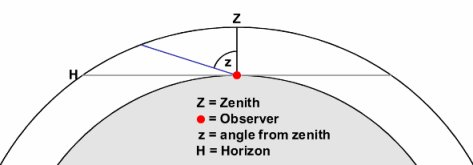 Z
z
H
Z = Zenith
= Observer
z = angle from zenith
H = Horizon